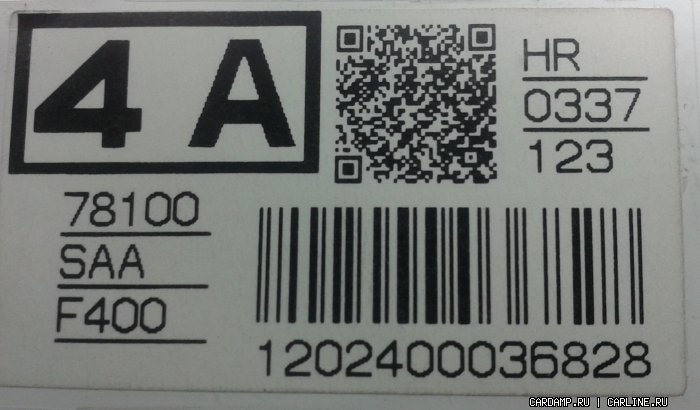 4 A
HR
0337
123
78100
SAA
F400
1202400036828
CARDAMP.RU | CARLINE.RU